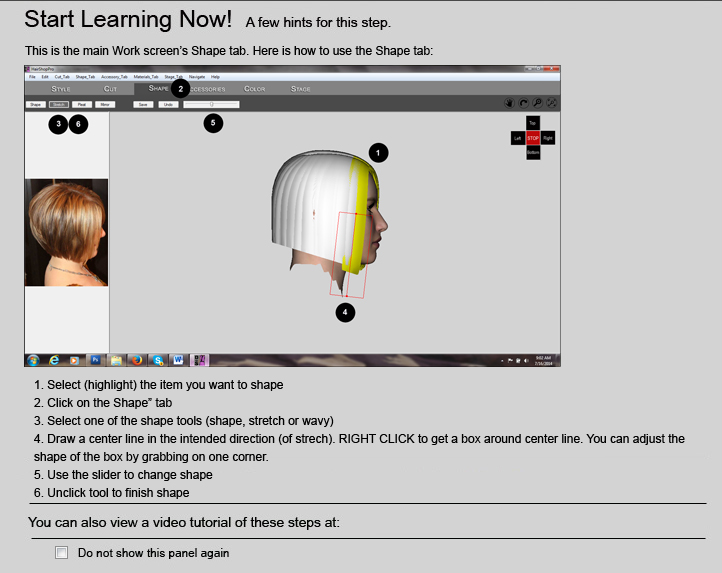 Start Learning Now! A few hints for this step.
This is the main Work screen's Shape tab. Here is how to use the Shape tab:
HairShopPro
File Edit Cut_Tab Shape_Tab Accessory_Tab Materials_Tab Stage_Tab Navigate Help
STYLE CUT SHAPE 2 CCESSORIES COLOR STAGE
Shape Stretch Float Mirror Save Undo
3 6 5
Top
Left STOP Right
Bottom
1
4
9:02 AM
7/16/2014
1. Select (highlight) the item you want to shape
2. Click on the Shape” tab
3. Select one of the shape tools (shape, stretch or wavy)
4. Draw a center line in the intended direction (of strech). RIGHT CLICK to get a box around center line. You can adjust the
shape of the box by grabbing on one corner.
5. Use the slider to change shape
6. Unclick tool to finish shape
You can also view a video tutorial of these steps at:
Do not show this panel again